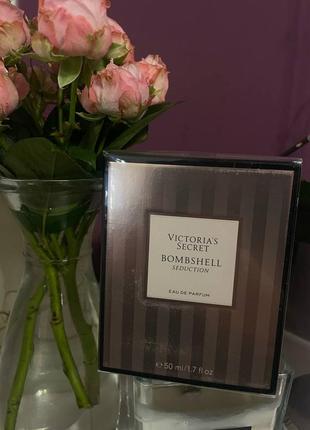 VICTORIA'S
SECRET
BOMBSHELL
SEDUCTION
EAU DE PARFUM
e 50 ml/1.7 fl oz